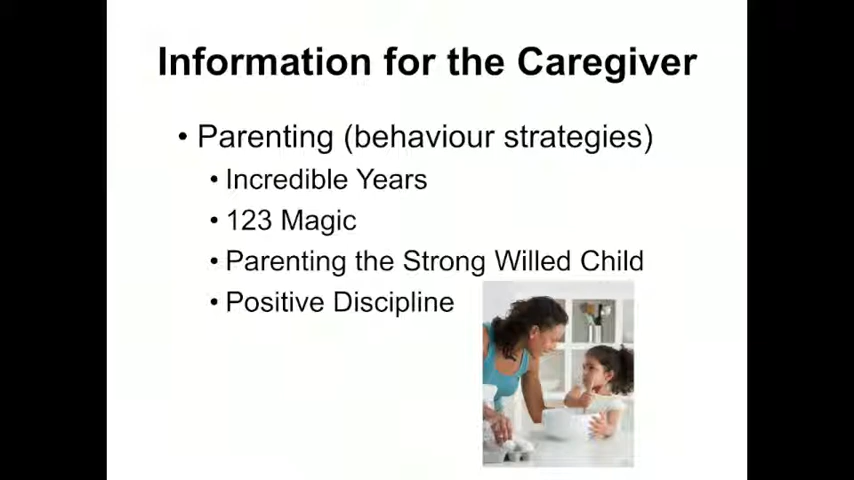 Information for the Caregiver
• Parenting (behaviour strategies)
• Incredible Years
• 123 Magic
• Parenting the Strong Willed Child
• Positive Discipline